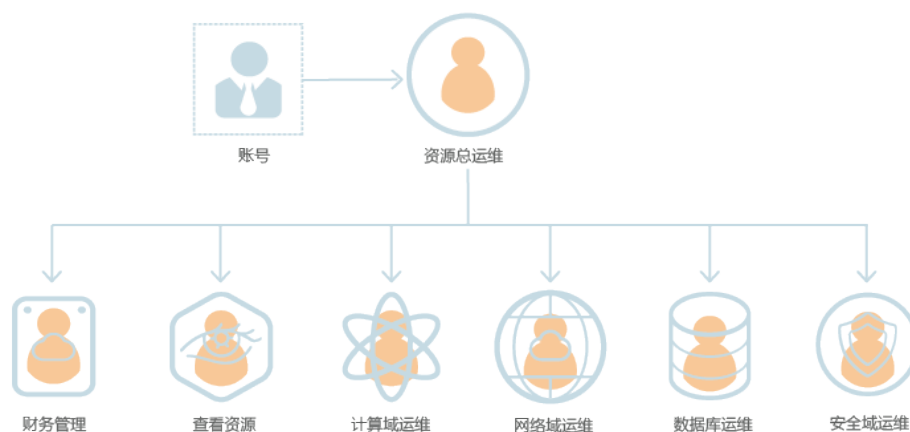 账号
资源总运维
财务管理
查看资源
计算域运维
网络域运维
数据库运维
安全域运维